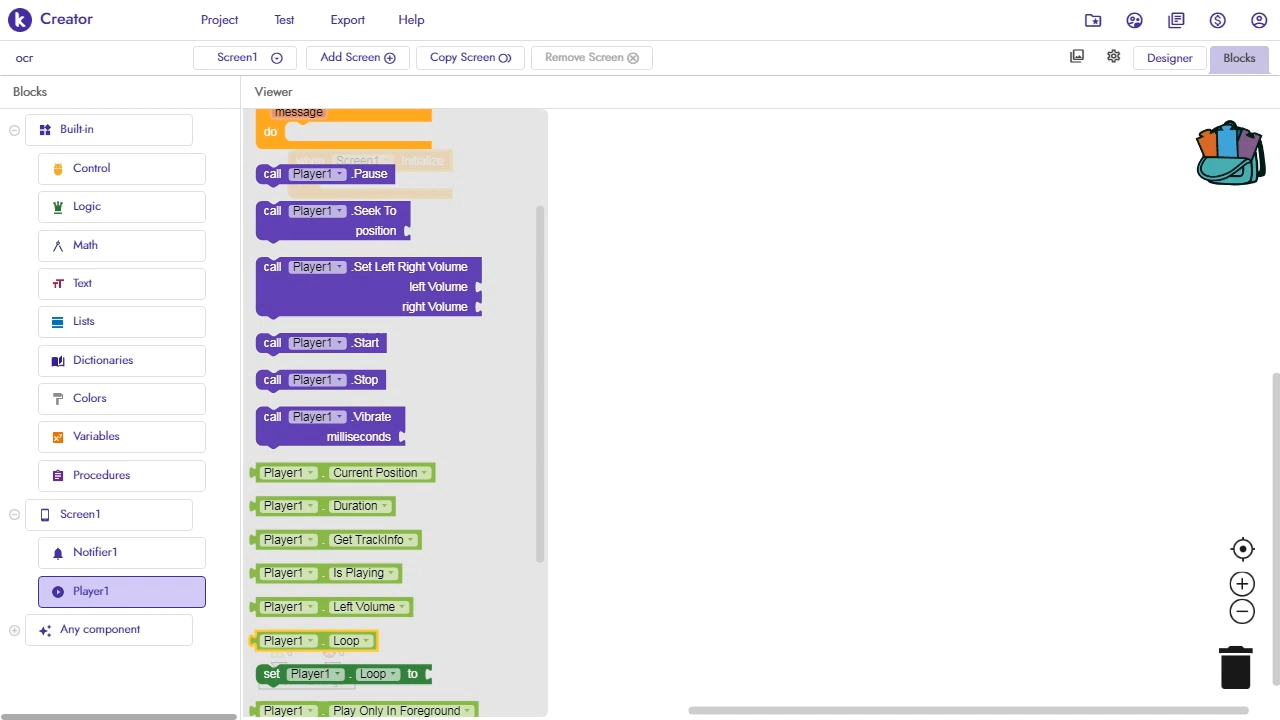 Creator
Project
Test
Export
Help
ocr
Screen1
Add Screen
Copy Screen
Remove Screen
Designer
Blocks
Blocks
Viewer
Built-in
Control
Logic
Math
Text
Lists
Dictionaries
Colors
Variables
Procedures
Screen1
Notifier1
Player1
Any component
message
do
when Screen1 .Initialize
call Player1 .Pause
call Player1 .Seek To
position
call Player1 .Set Left Right Volume
left Volume
right Volume
call Player1 .Start
call Player1 .Stop
call Player1 .Vibrate
milliseconds
Player1 . Current Position
Player1 . Duration
Player1 . Get TrackInfo
Player1 . Is Playing
Player1 . Left Volume
Player1 . Loop
set Player1 . Loop to
Player1 . Play Only In Foreground